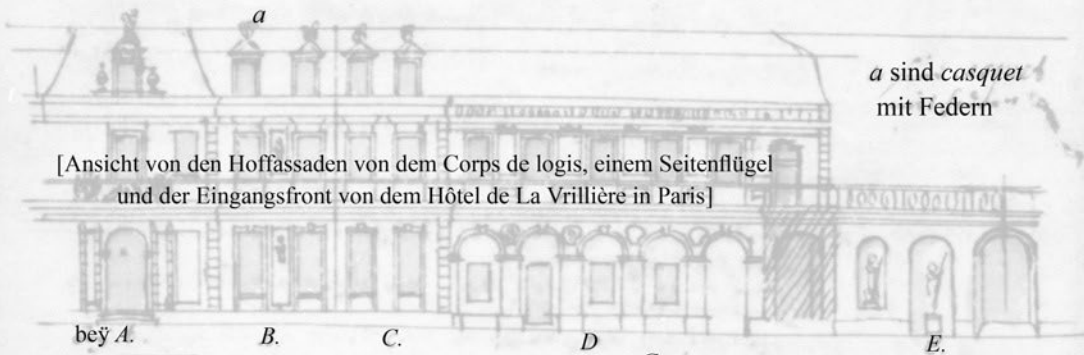 a
a sind casquet
mit Federn
[Ansicht von den Hoffassaden von dem Corps de logis, einem Seitenflügel
und der Eingangsfront von dem Hôtel de La Vrillière in Paris]
beÿ A. B. C. D E.